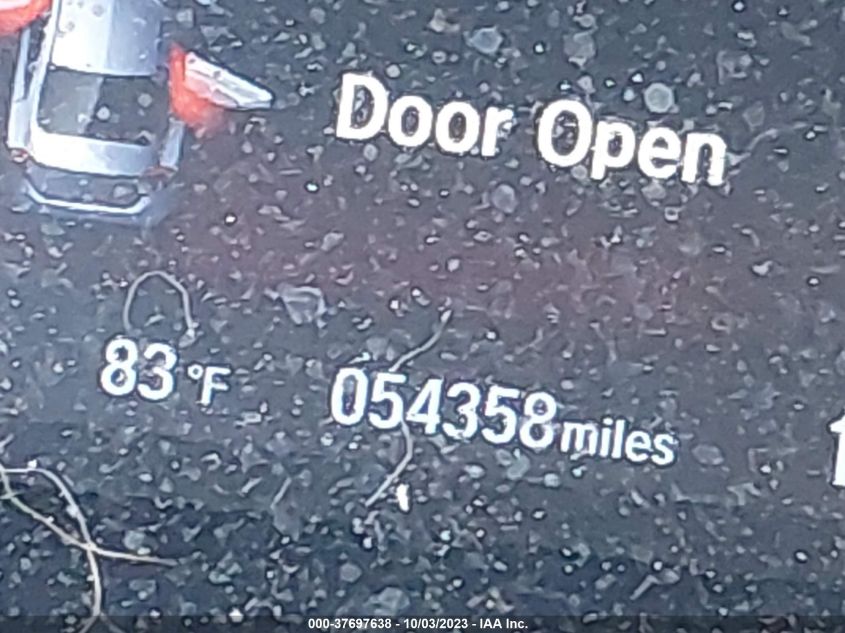 Door Open
83 °F 054358 miles
000-37697638 - 10/03/2023 - IAA Inc.